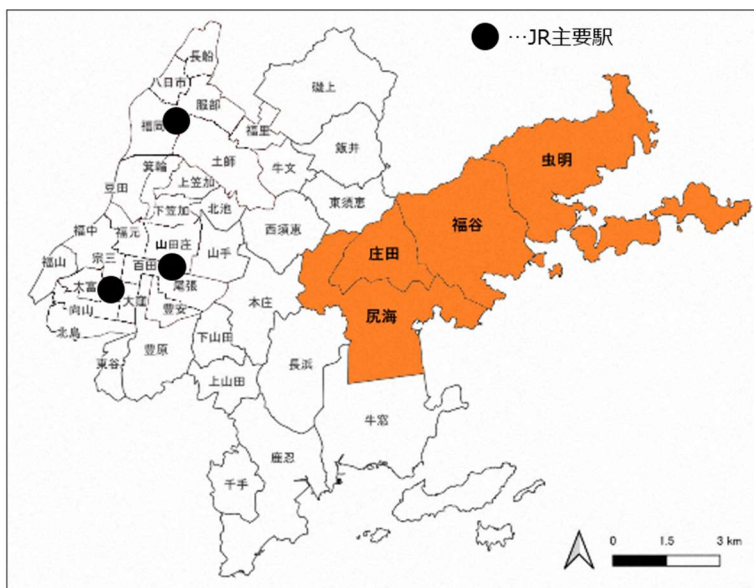 ●…JR主要駅
長船
八日市
服部
福岡
福里
磯上
飯井
虫明
箕輪
土師
牛文
豆田
上笠加
東須恵
福谷
下笠加
北池
西須恵
福中
福元
山田庄
山手
庄田
福山
宗三
百田
尾張
太富
大窪
豊安
本庄
尻海
向山
北島
下山田
東谷
豊原
長浜
上山田
牛窓
鹿忍
千手
0 1.5 3 km